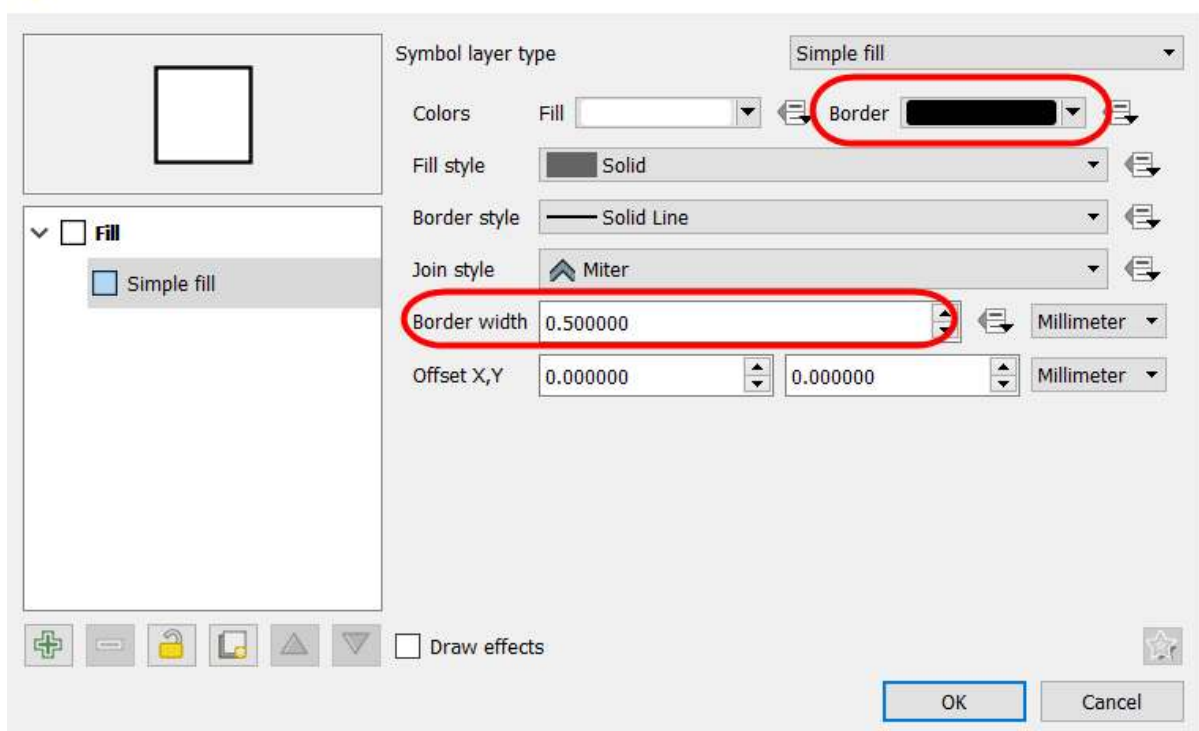 Symbol layer type Simple fill
Colors Fill Border
Fill style Solid
Border style Solid Line
Fill
Simple fill
Join style Miter
Border width 0.500000 Millimeter
Offset X,Y 0.000000 0.000000 Millimeter
Draw effects
OK Cancel